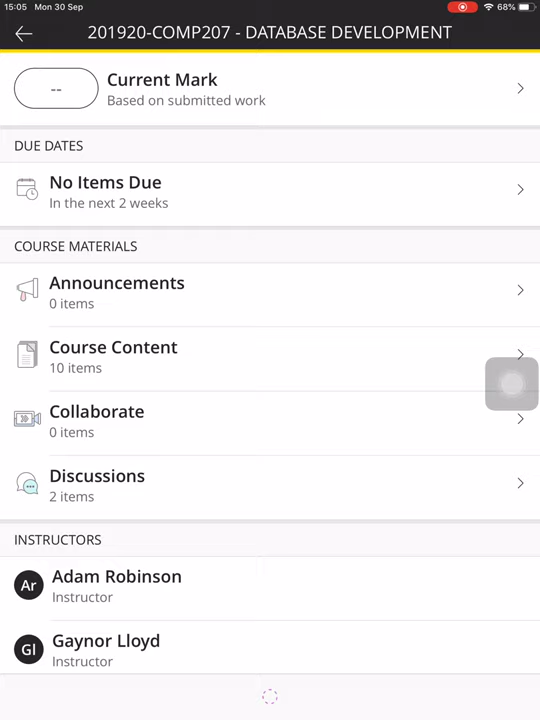 15:05 Mon 30 Sep 68%
201920-COMP207 - DATABASE DEVELOPMENT
--
Current Mark
Based on submitted work
DUE DATES
No Items Due
In the next 2 weeks
COURSE MATERIALS
Announcements
0 items
Course Content
10 items
Collaborate
0 items
Discussions
2 items
INSTRUCTORS
Ar
Adam Robinson
Instructor
Gl
Gaynor Lloyd
Instructor